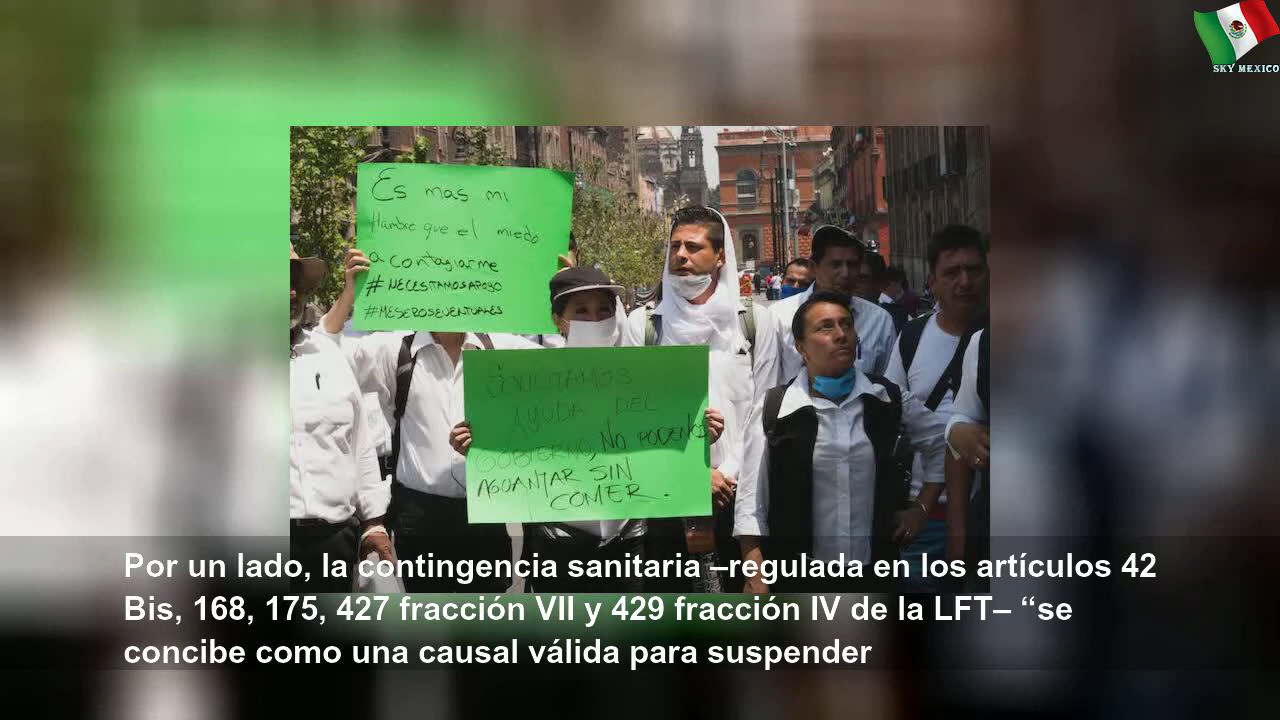 SKY MEXICO
Es mas mi
Hambre que el miedo
a contagiarme
#NECESITAMOSAPOYO
#MESEROSEVENTUALES
SOLICITAMOS
AYUDA DEL
GOBIERNO, NO PODEMOS
AGUANTAR SIN
COMER.
Por un lado, la contingencia sanitaria –regulada en los artículos 42
Bis, 168, 175, 427 fracción VII y 429 fracción IV de la LFT– “se
concibe como una causal válida para suspender